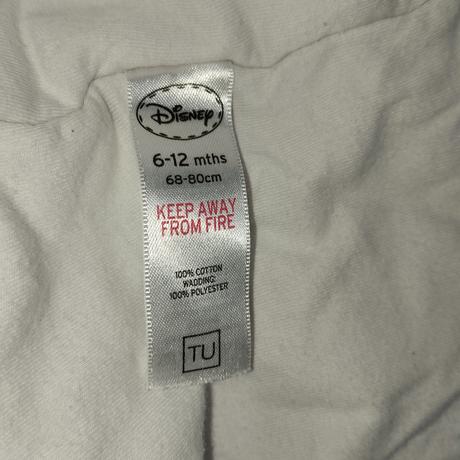 Disney
6-12 mths
68-80cm
KEEP AWAY
FROM FIRE
100% COTTON
WADDING:
100% POLYESTER
TU